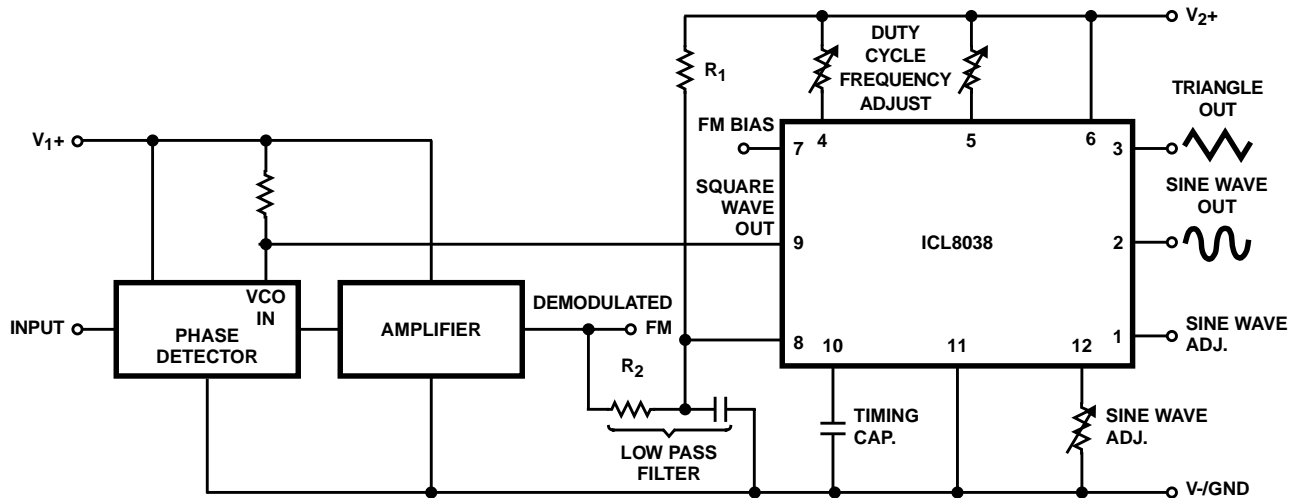 V2+
DUTY
CYCLE
FREQUENCY
ADJUST
R1
TRIANGLE
OUT
V1+
FM BIAS
7
4
5
6
3
SINE WAVE
OUT
SQUARE
WAVE
OUT
9
ICL8038
2
VCO
IN
INPUT
PHASE
DETECTOR
AMPLIFIER
DEMODULATED
FM
8
10
11
12
1
SINE WAVE
ADJ.
R2
LOW PASS
FILTER
TIMING
CAP.
SINE WAVE
ADJ.
V-/GND